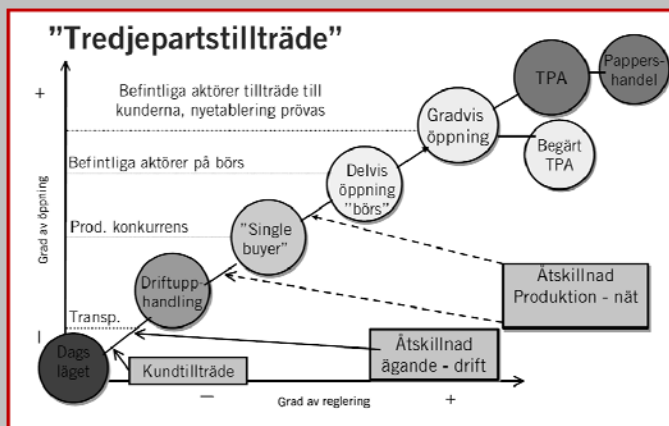 "Tredjepartstillträde"
+
Befintliga aktörer tillträde till
kunderna, nyetablering prövas
TPA
Pappers-
handel
Gradvis
öppning
Begärt
TPA
Befintliga aktörer på börs
Delvis
öppning
"börs"
Grad av öppning
Prod. konkurrens
"Single
buyer"
Driftupp-
handling
Åtskillnad
Produktion - nät
Transp.
Dags
läget
Kundtillträde
Åtskillnad
ägande - drift
–
–
Grad av reglering
+